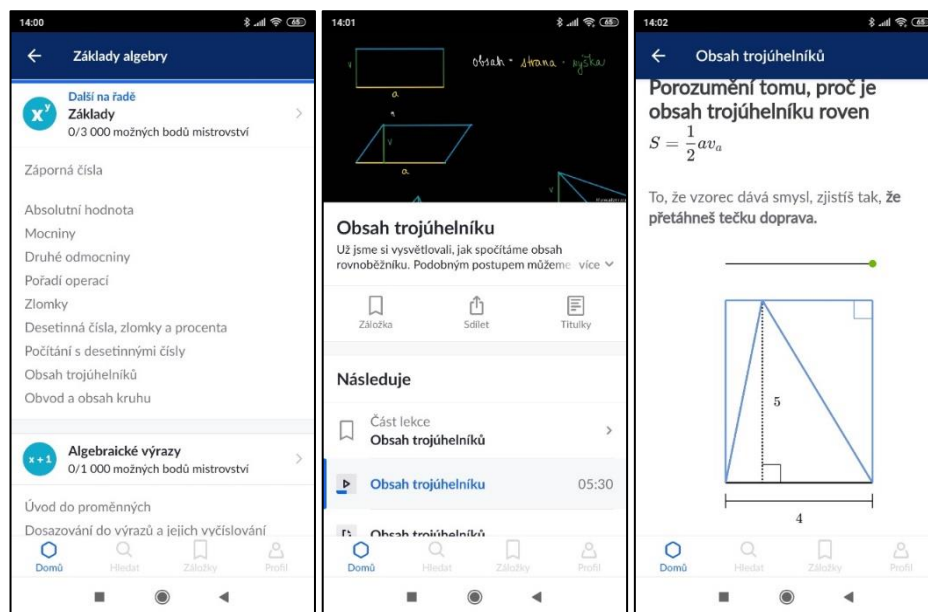 14:00
65
Základy algebry
Další na řadě
x^y
Základy
0/3 000 možných bodů mistrovství
Záporná čísla
Absolutní hodnota
Mocniny
Druhé odmocniny
Pořadí operací
Zlomky
Desetinná čísla, zlomky a procenta
Počítání s desetinnými čísly
Obsah trojúhelníků
Obvod a obsah kruhu
x + 1
Algebraické výrazy
0/1 000 možných bodů mistrovství
Úvod do proměnných
Dosazování do výrazů a jejich vyčíslování
Domů Hledat Záložky Profil
14:01
65
v
obsah = strana · výška
a
v
a
v
Obsah trojúhelníku
Už jsme si vysvětlovali, jak spočítáme obsah
rovnoběžníku. Podobným postupem můžeme více
Záložka Sdílet Titulky
Následuje
Část lekce
Obsah trojúhelníků
Obsah trojúhelníku 05:30
Obsah trojúhelníků
Domů Hledat Záložky Profil
14:02
65
Obsah trojúhelníků
Porozumění tomu, proč je
obsah trojúhelníku roven
S = 1/2 av_a
To, že vzorec dává smysl, zjistíš tak, že
přetáhneš tečku doprava.
5
4
Domů Hledat Záložky Profil